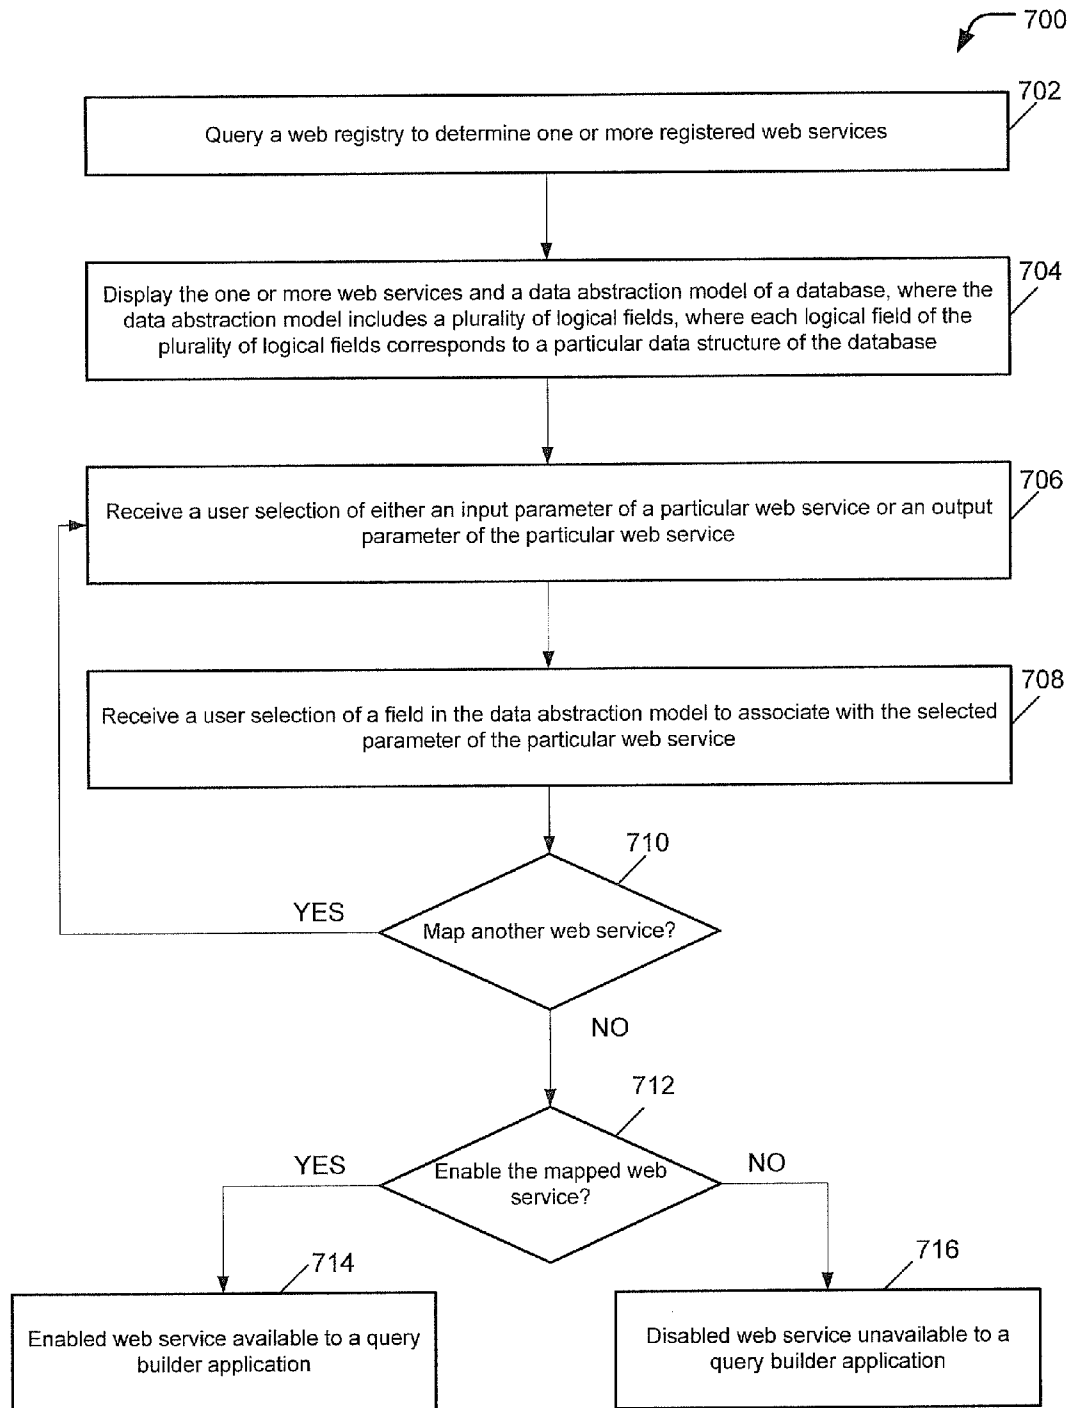 700
702
Query a web registry to determine one or more registered web services
704
Display the one or more web services and a data abstraction model of a database, where the
data abstraction model includes a plurality of logical fields, where each logical field of the
plurality of logical fields corresponds to a particular data structure of the database
706
Receive a user selection of either an input parameter of a particular web service or an output
parameter of the particular web service
708
Receive a user selection of a field in the data abstraction model to associate with the selected
parameter of the particular web service
710
YES
Map another web service?
NO
712
YES
Enable the mapped web
service?
NO
714
Enabled web service available to a query
builder application
716
Disabled web service unavailable to a
query builder application